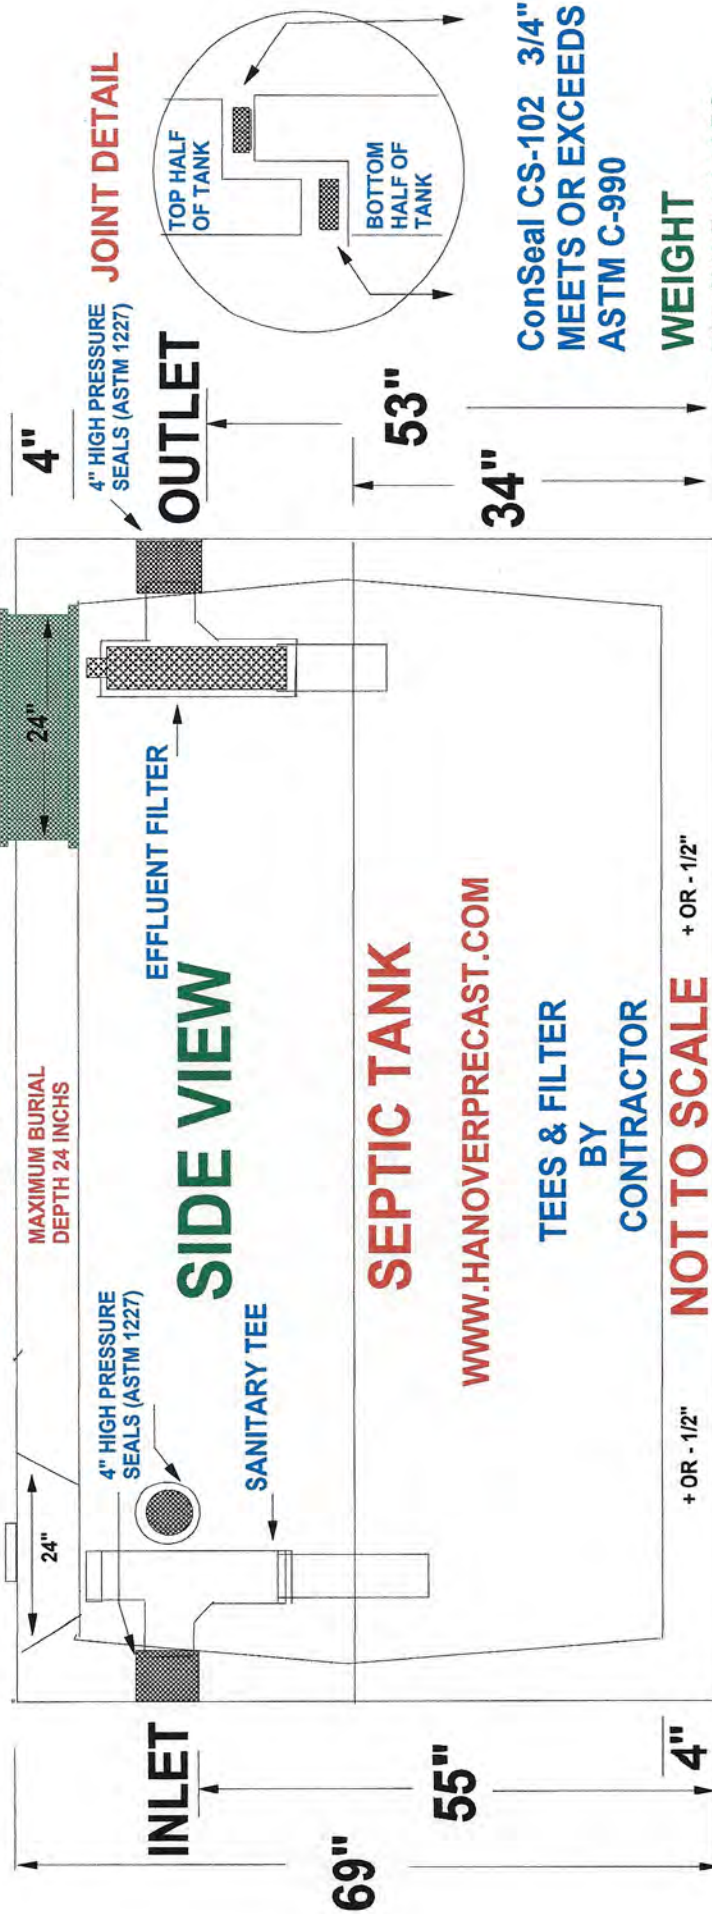 4"
4" HIGH PRESSURE
SEALS (ASTM 1227)
JOINT DETAIL
TOP HALF
OF TANK
BOTTOM
HALF OF
TANK
OUTLET
53"
34"
ConSeal CS-102 3/4"
MEETS OR EXCEEDS
ASTM C-990
WEIGHT
24"
EFFLUENT FILTER
MAXIMUM BURIAL
DEPTH 24 INCHS
SIDE VIEW
SEPTIC TANK
WWW.HANOVERPRECAST.COM
TEES & FILTER
BY
CONTRACTOR
NOT TO SCALE
+ OR - 1/2"
+ OR - 1/2"
24"
4" HIGH PRESSURE
SEALS (ASTM 1227)
SANITARY TEE
INLET
69"
55"
4"